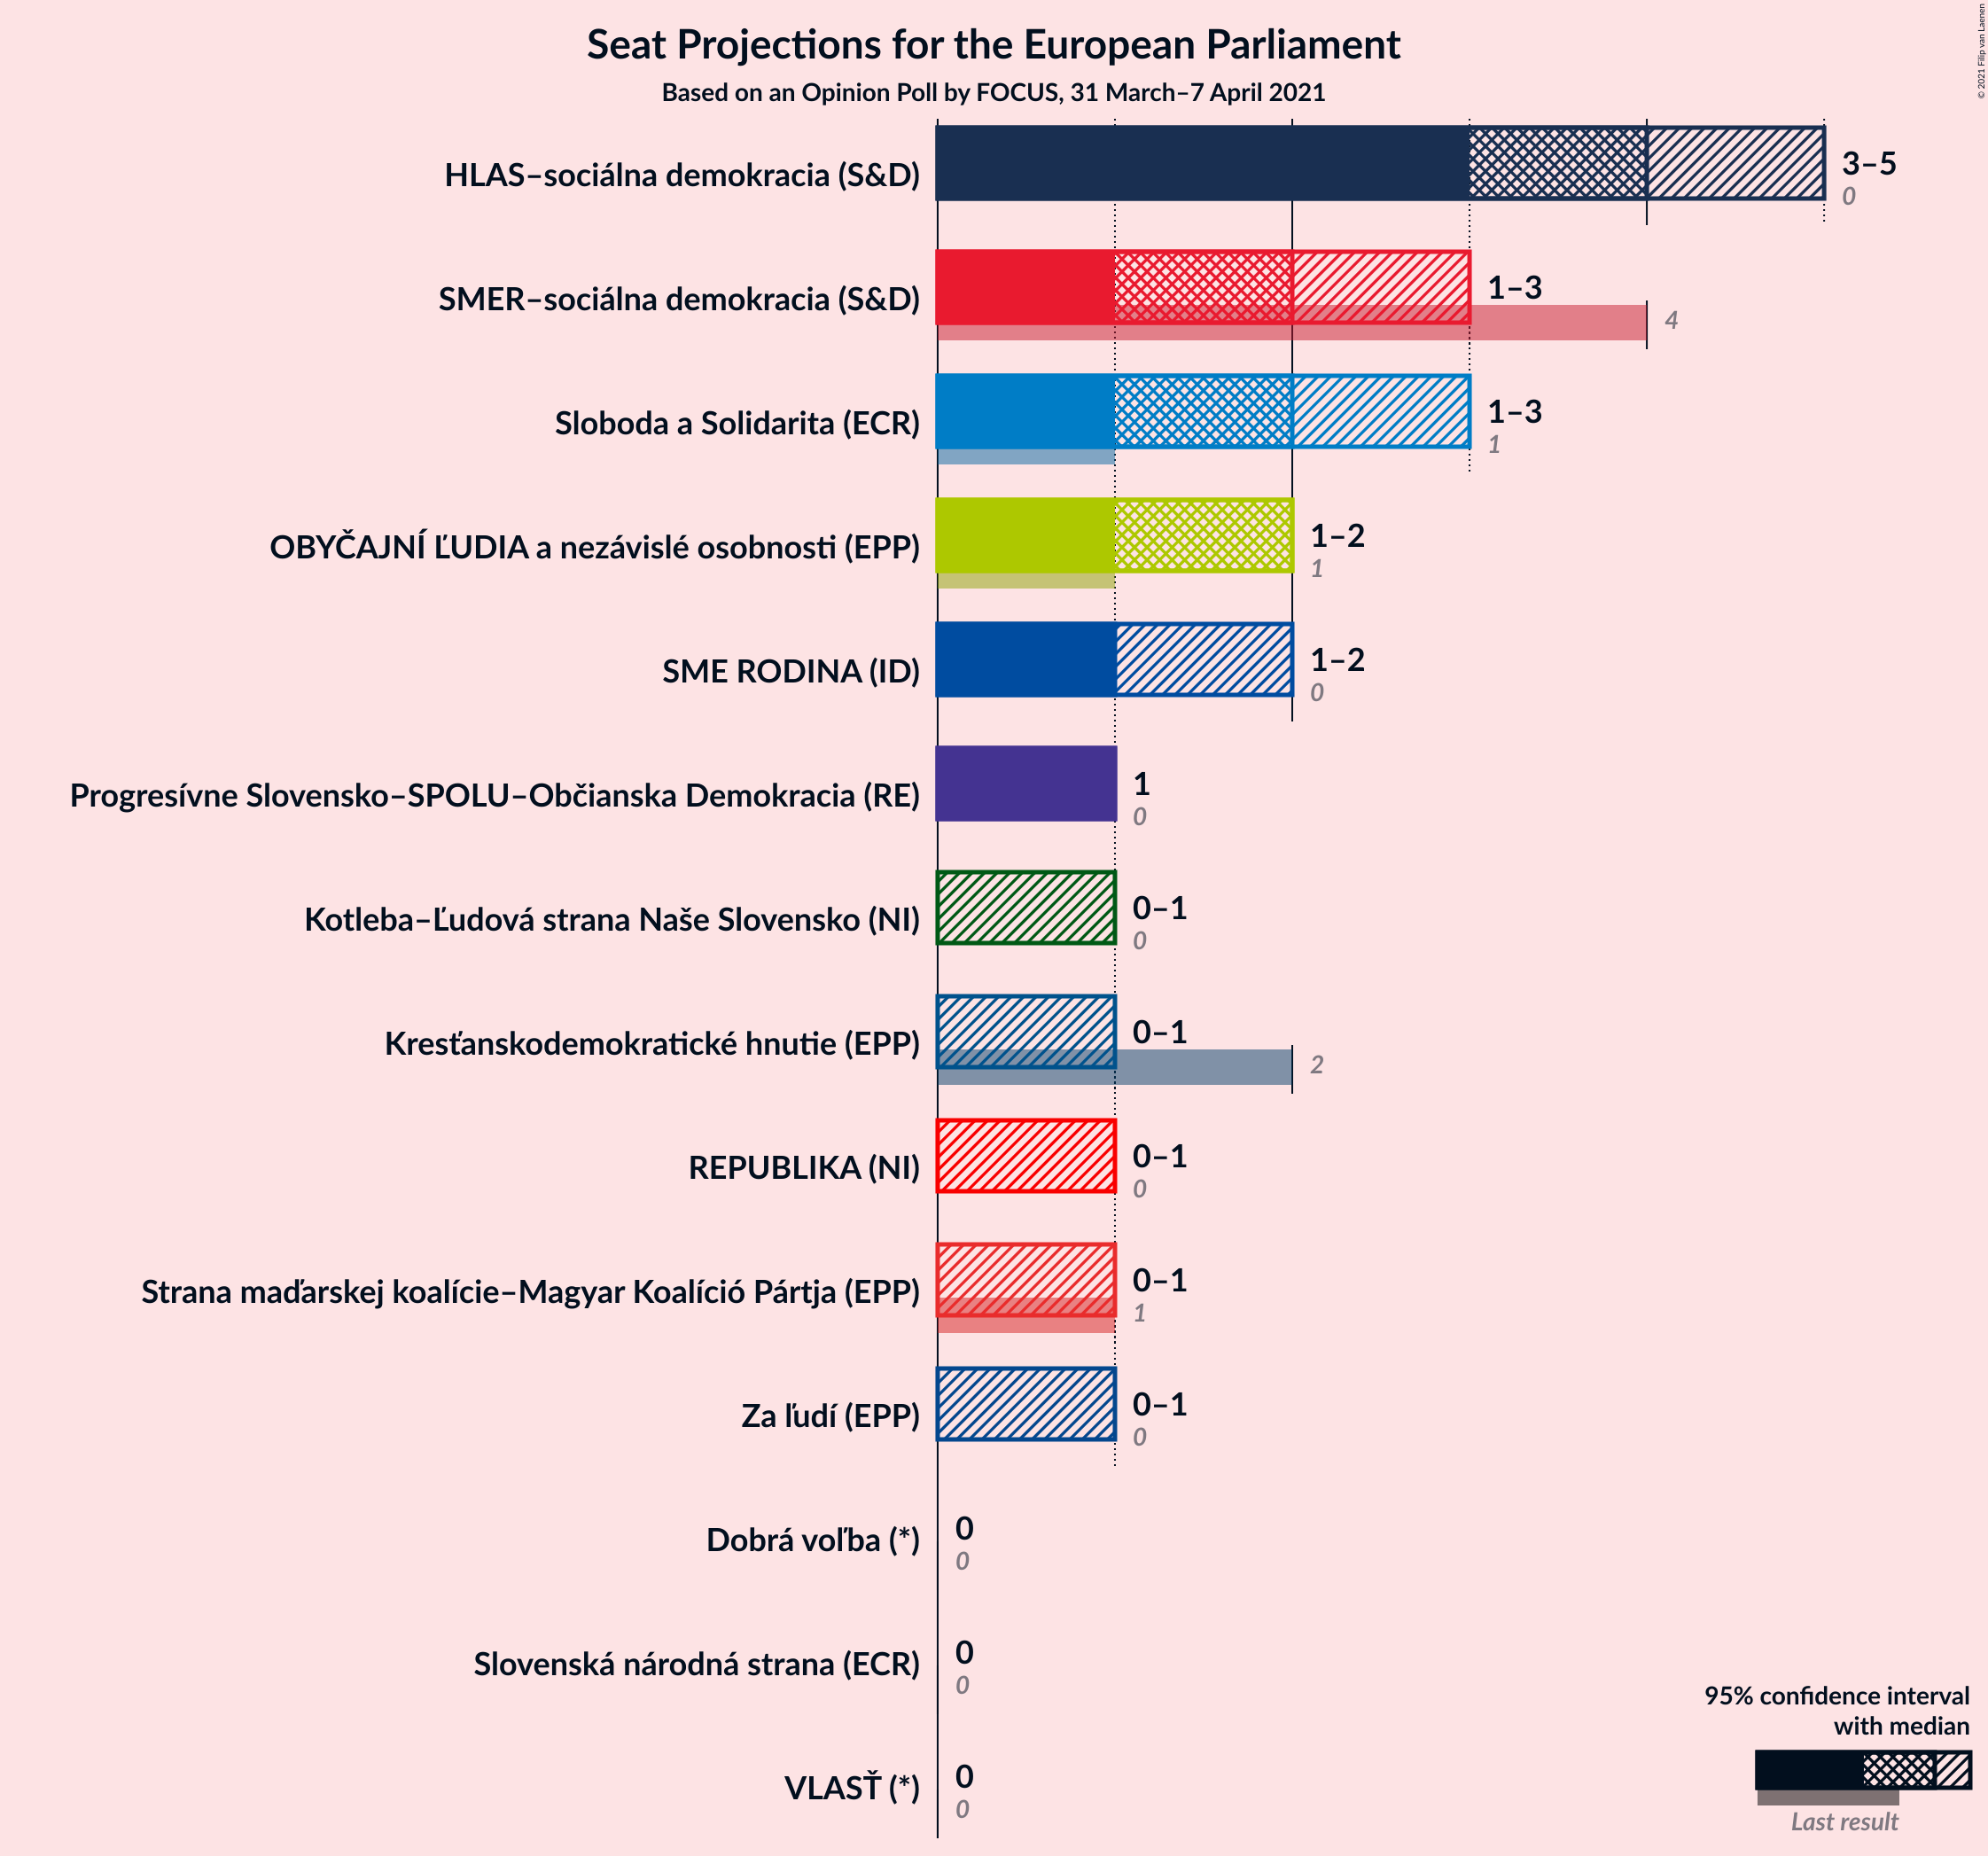 Seat Projections for the European Parliament
Based on an Opinion Poll by FOCUS, 31 March–7 April 2021
© 2021 Filip van Laenen
HLAS–sociálna demokracia (S&D)
3–5
0
SMER–sociálna demokracia (S&D)
1–3
4
Sloboda a Solidarita (ECR)
1–3
1
OBYČAJNÍ ĽUDIA a nezávislé osobnosti (EPP)
1–2
1
SME RODINA (ID)
1–2
0
Progresívne Slovensko–SPOLU–Občianska Demokracia (RE)
1
0
Kotleba–Ľudová strana Naše Slovensko (NI)
0–1
0
Kresťanskodemokratické hnutie (EPP)
0–1
2
REPUBLIKA (NI)
0–1
0
Strana maďarskej koalície–Magyar Koalíció Pártja (EPP)
0–1
1
Za ľudí (EPP)
0–1
0
Dobrá voľba (*)
0
0
Slovenská národná strana (ECR)
0
0
VLASŤ (*)
0
0
95% confidence interval
with median
Last result